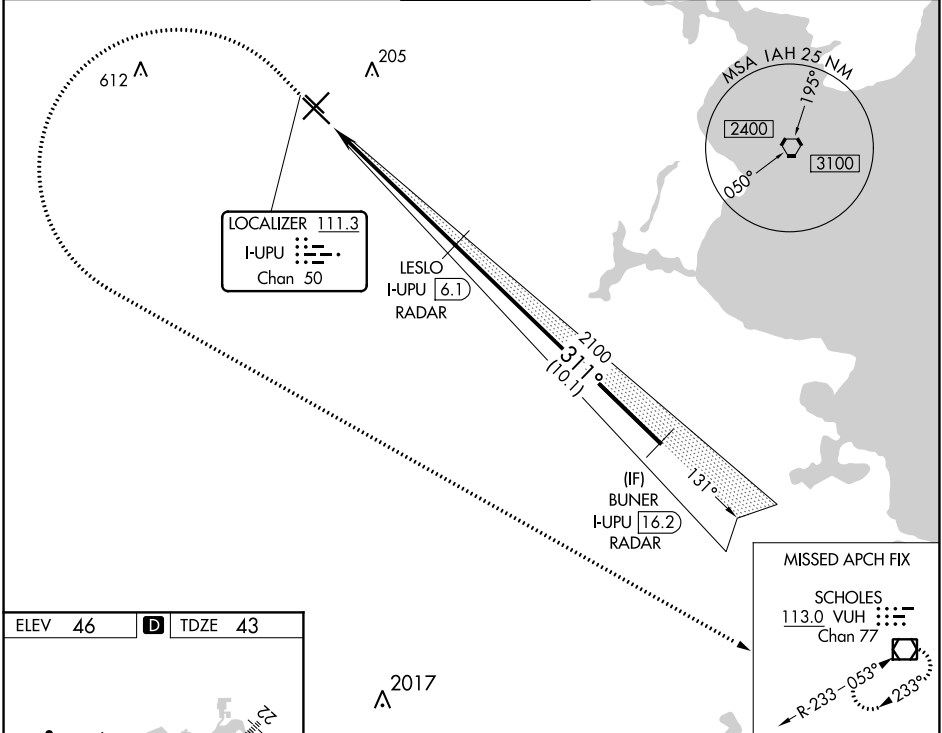 612
205
MSA IAH 25 NM
195°
2400
3100
050°
LOCALIZER 111.3
I-UPU
Chan 50
LESLO
I-UPU 6.1
RADAR
2100
311°
(10.1)
131°
(IF)
BUNER
I-UPU 16.2
RADAR
MISSED APCH FIX
SCHOLES
113.0 VUH
Chan 77
R-233
053°
233°
ELEV 46 D TDZE 43
22
2017